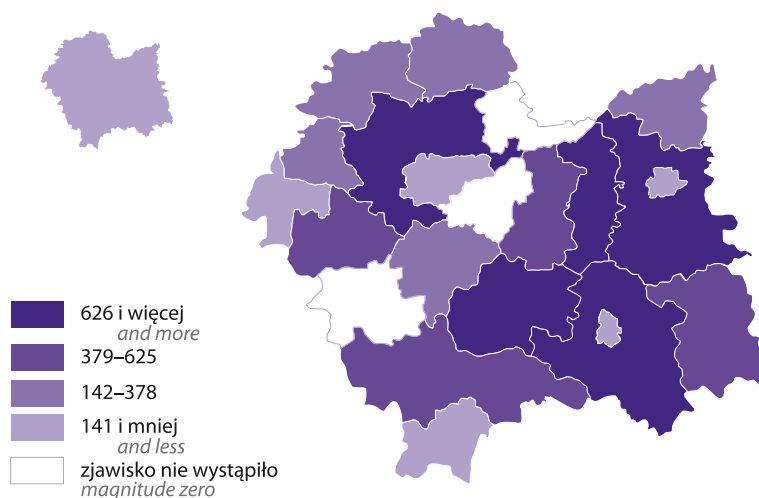 626 i więcej
and more
379–625
142–378
141 i mniej
and less
zjawisko nie wystąpiło
magnitude zero